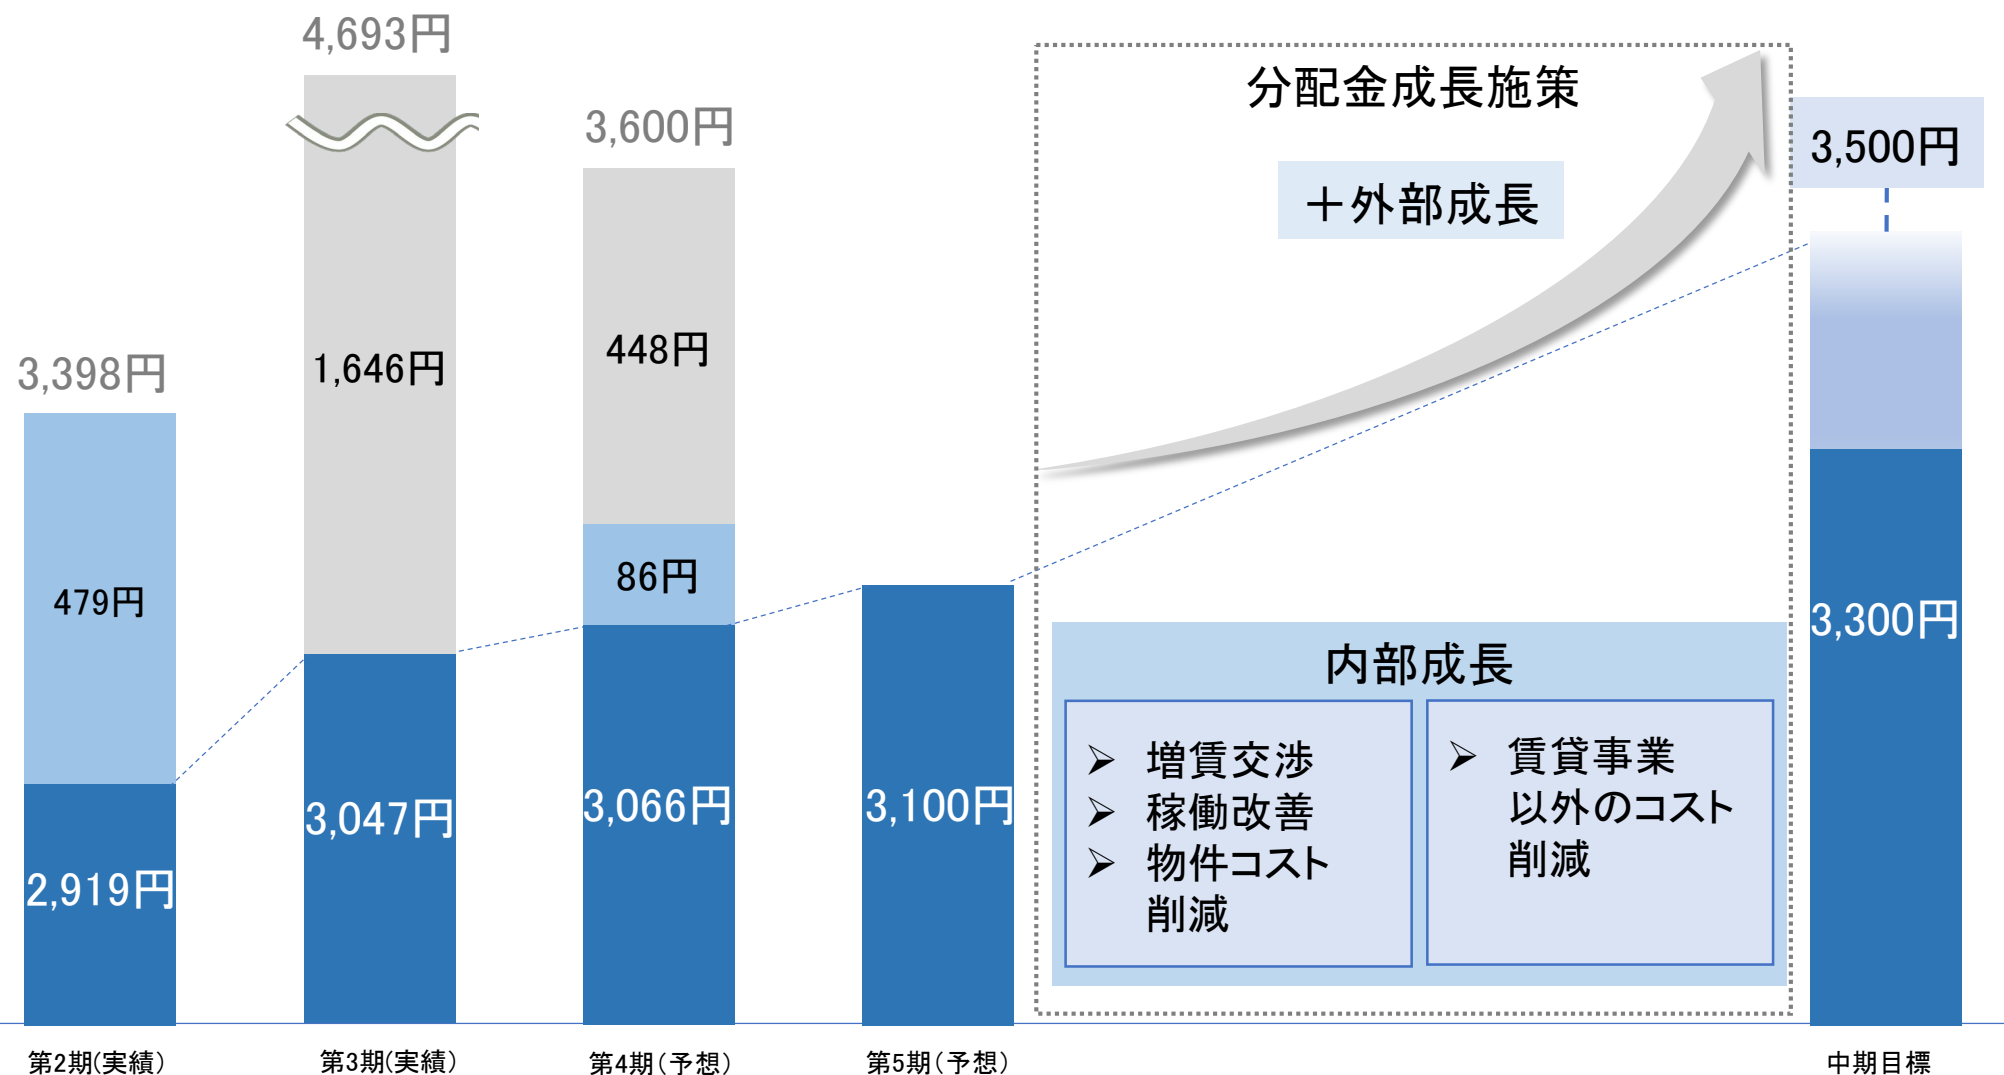 3,398円
479円
2,919円
第2期(実績)
4,693円
1,646円
3,047円
第3期(実績)
3,600円
448円
86円
3,066円
第4期(予想)
3,100円
第5期(予想)
分配金成長施策
＋外部成長
内部成長
➢ 増賃交渉
➢ 稼働改善
➢ 物件コスト
削減
➢ 賃貸事業
以外のコスト
削減
3,500円
3,300円
中期目標